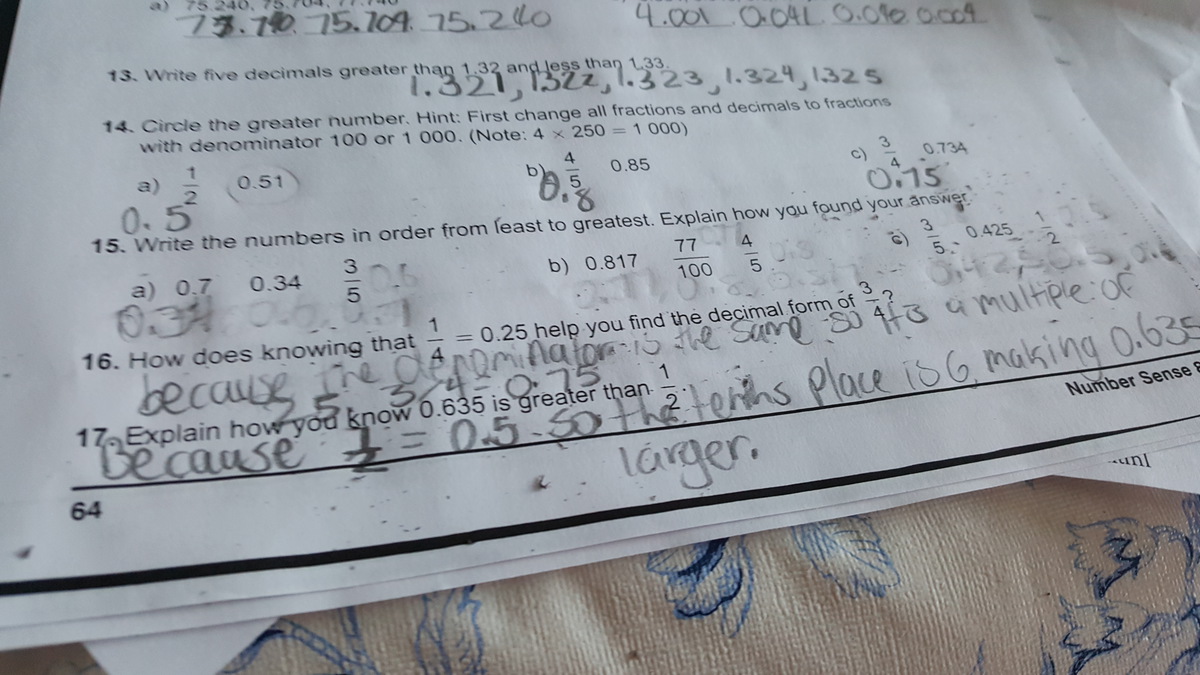 a) 75.240, 75.704, 77.740
75.704. 75.240
4.001 0.041 0.040 0.004
13. Write five decimals greater than 1.32 and less than 1.33.
1.321, 1322, 1.323, 1.324, 1325
14. Circle the greater number. Hint: First change all fractions and decimals to fractions
with denominator 100 or 1 000. (Note: 4 × 250 = 1 000)
a) 1/2 0.51 b) 4/5 0.85 c) 3/4 0.734
0.5 0.8 0.75
15. Write the numbers in order from least to greatest. Explain how you found your answer.
a) 0.7 0.34 3/5 b) 0.817 77/100 4/5 c) 3/5 0.425 1/2
0.34
16. How does knowing that 1/4 = 0.25 help you find the decimal form of 3/4?
because the denominator is the same so it's a multiple of
25 3/4 = 0.75
17. Explain how you know 0.635 is greater than 1/2.
Because 1/2 = 0.5. so the tenths place is 6, making 0.635
larger.
Number Sense 8
64